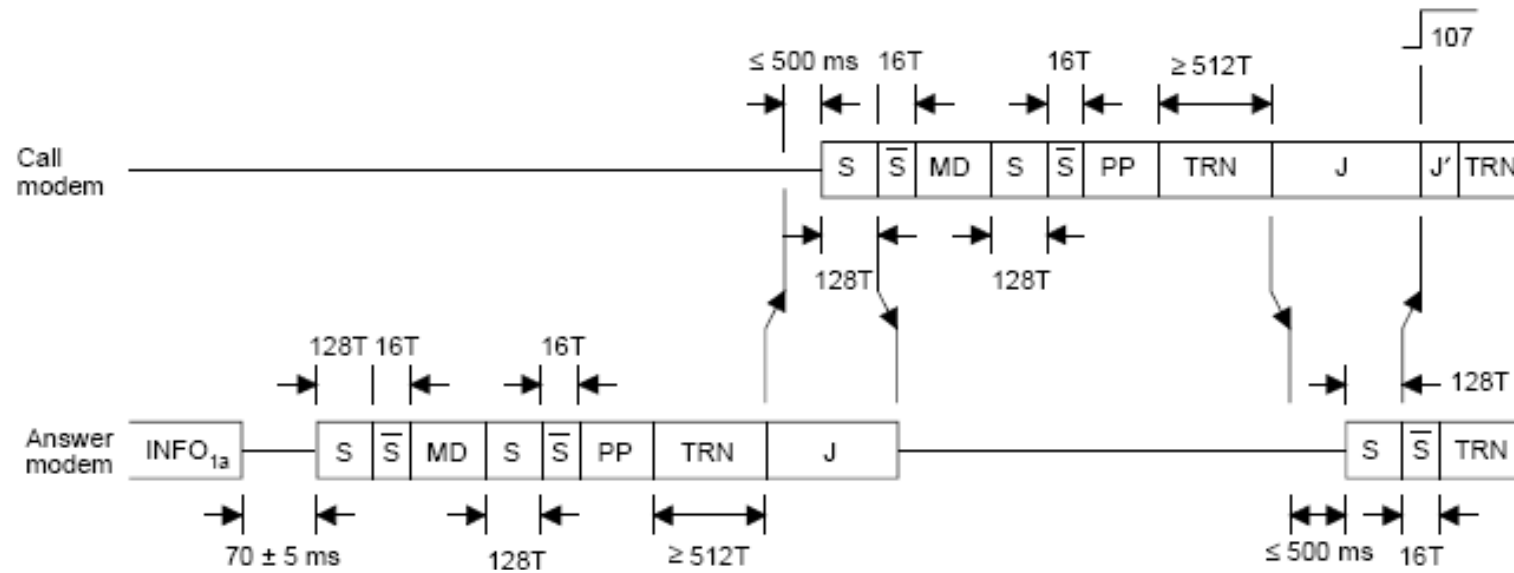 107
≤ 500 ms 16T 16T ≥ 512T
Call
modem
S S̅ MD S S̅ PP TRN J J′ TRN
128T 128T
128T 16T 16T 128T
Answer
modem
INFO₁ₐ S S̅ MD S S̅ PP TRN J S S̅ TRN
70 ± 5 ms 128T ≥ 512T ≤ 500 ms 16T